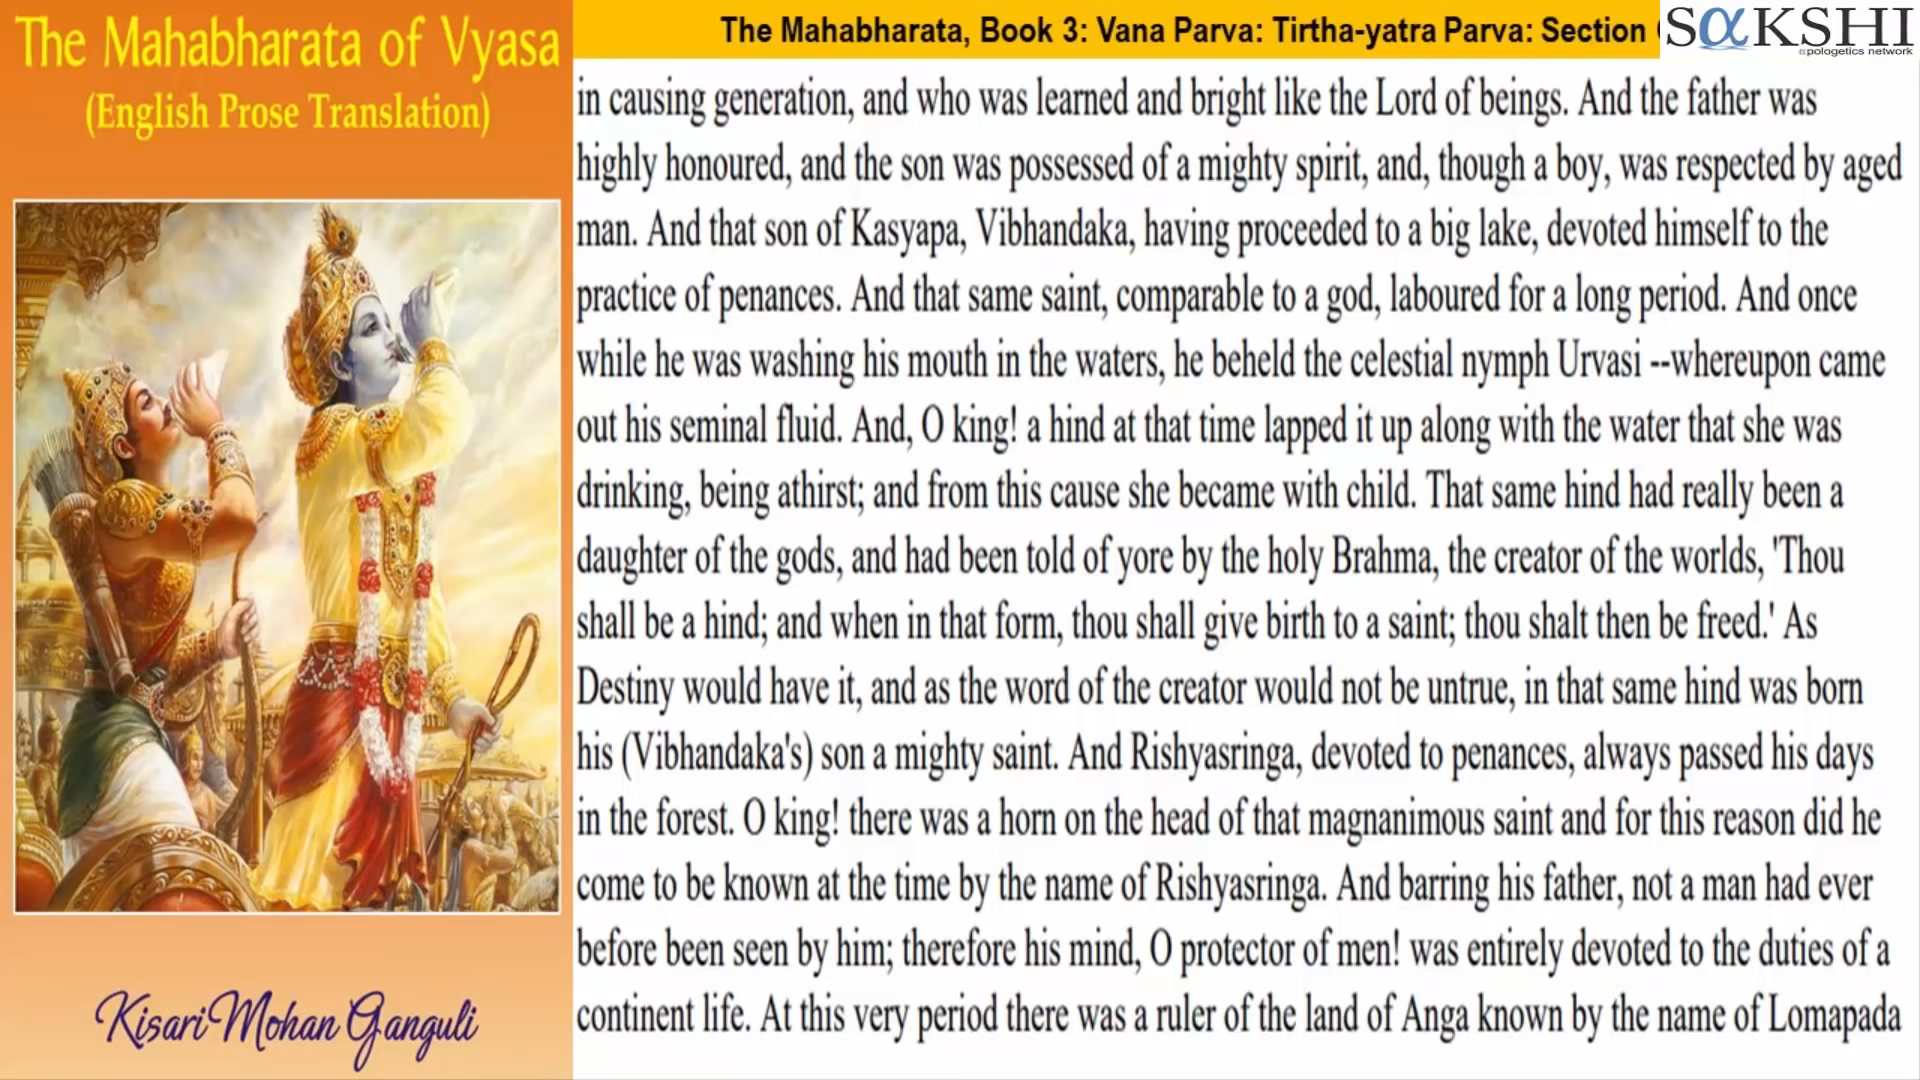 The Mahabharata of Vyasa
(English Prose Translation)
Kisari Mohan Ganguli
The Mahabharata, Book 3: Vana Parva: Tirtha-yatra Parva: Section
SαKSHI
apologetics network
in causing generation, and who was learned and bright like the Lord of beings. And the father was
highly honoured, and the son was possessed of a mighty spirit, and, though a boy, was respected by aged
man. And that son of Kasyapa, Vibhandaka, having proceeded to a big lake, devoted himself to the
practice of penances. And that same saint, comparable to a god, laboured for a long period. And once
while he was washing his mouth in the waters, he beheld the celestial nymph Urvasi --whereupon came
out his seminal fluid. And, O king! a hind at that time lapped it up along with the water that she was
drinking, being athirst; and from this cause she became with child. That same hind had really been a
daughter of the gods, and had been told of yore by the holy Brahma, the creator of the worlds, 'Thou
shall be a hind; and when in that form, thou shall give birth to a saint; thou shalt then be freed.' As
Destiny would have it, and as the word of the creator would not be untrue, in that same hind was born
his (Vibhandaka's) son a mighty saint. And Rishyasringa, devoted to penances, always passed his days
in the forest. O king! there was a horn on the head of that magnanimous saint and for this reason did he
come to be known at the time by the name of Rishyasringa. And barring his father, not a man had ever
before been seen by him; therefore his mind, O protector of men! was entirely devoted to the duties of a
continent life. At this very period there was a ruler of the land of Anga known by the name of Lomapada